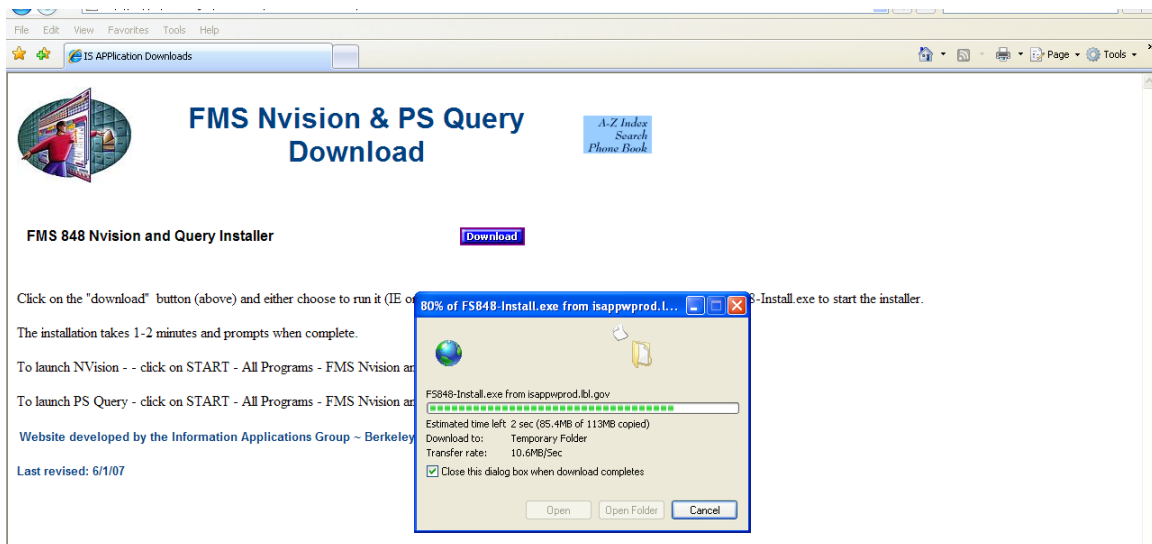 File Edit View Favorites Tools Help
IS APPlication Downloads
Page Tools
FMS Nvision & PS Query
Download
A-Z Index
Search
Phone Book
FMS 848 Nvision and Query Installer
Download
Click on the "download" button (above) and either choose to run it (IE or
-Install.exe to start the installer.
The installation takes 1-2 minutes and prompts when complete.
To launch NVision - - click on START - All Programs - FMS Nvision an
To launch PS Query - click on START - All Programs - FMS Nvision an
Website developed by the Information Applications Group ~ Berkeley
Last revised: 6/1/07
80% of FS848-Install.exe from isappwprod.l...
FS848-Install.exe from isappwprod.lbl.gov
Estimated time left 2 sec (85.4MB of 113MB copied)
Download to: Temporary Folder
Transfer rate: 10.6MB/Sec
Close this dialog box when download completes
Open Open Folder Cancel